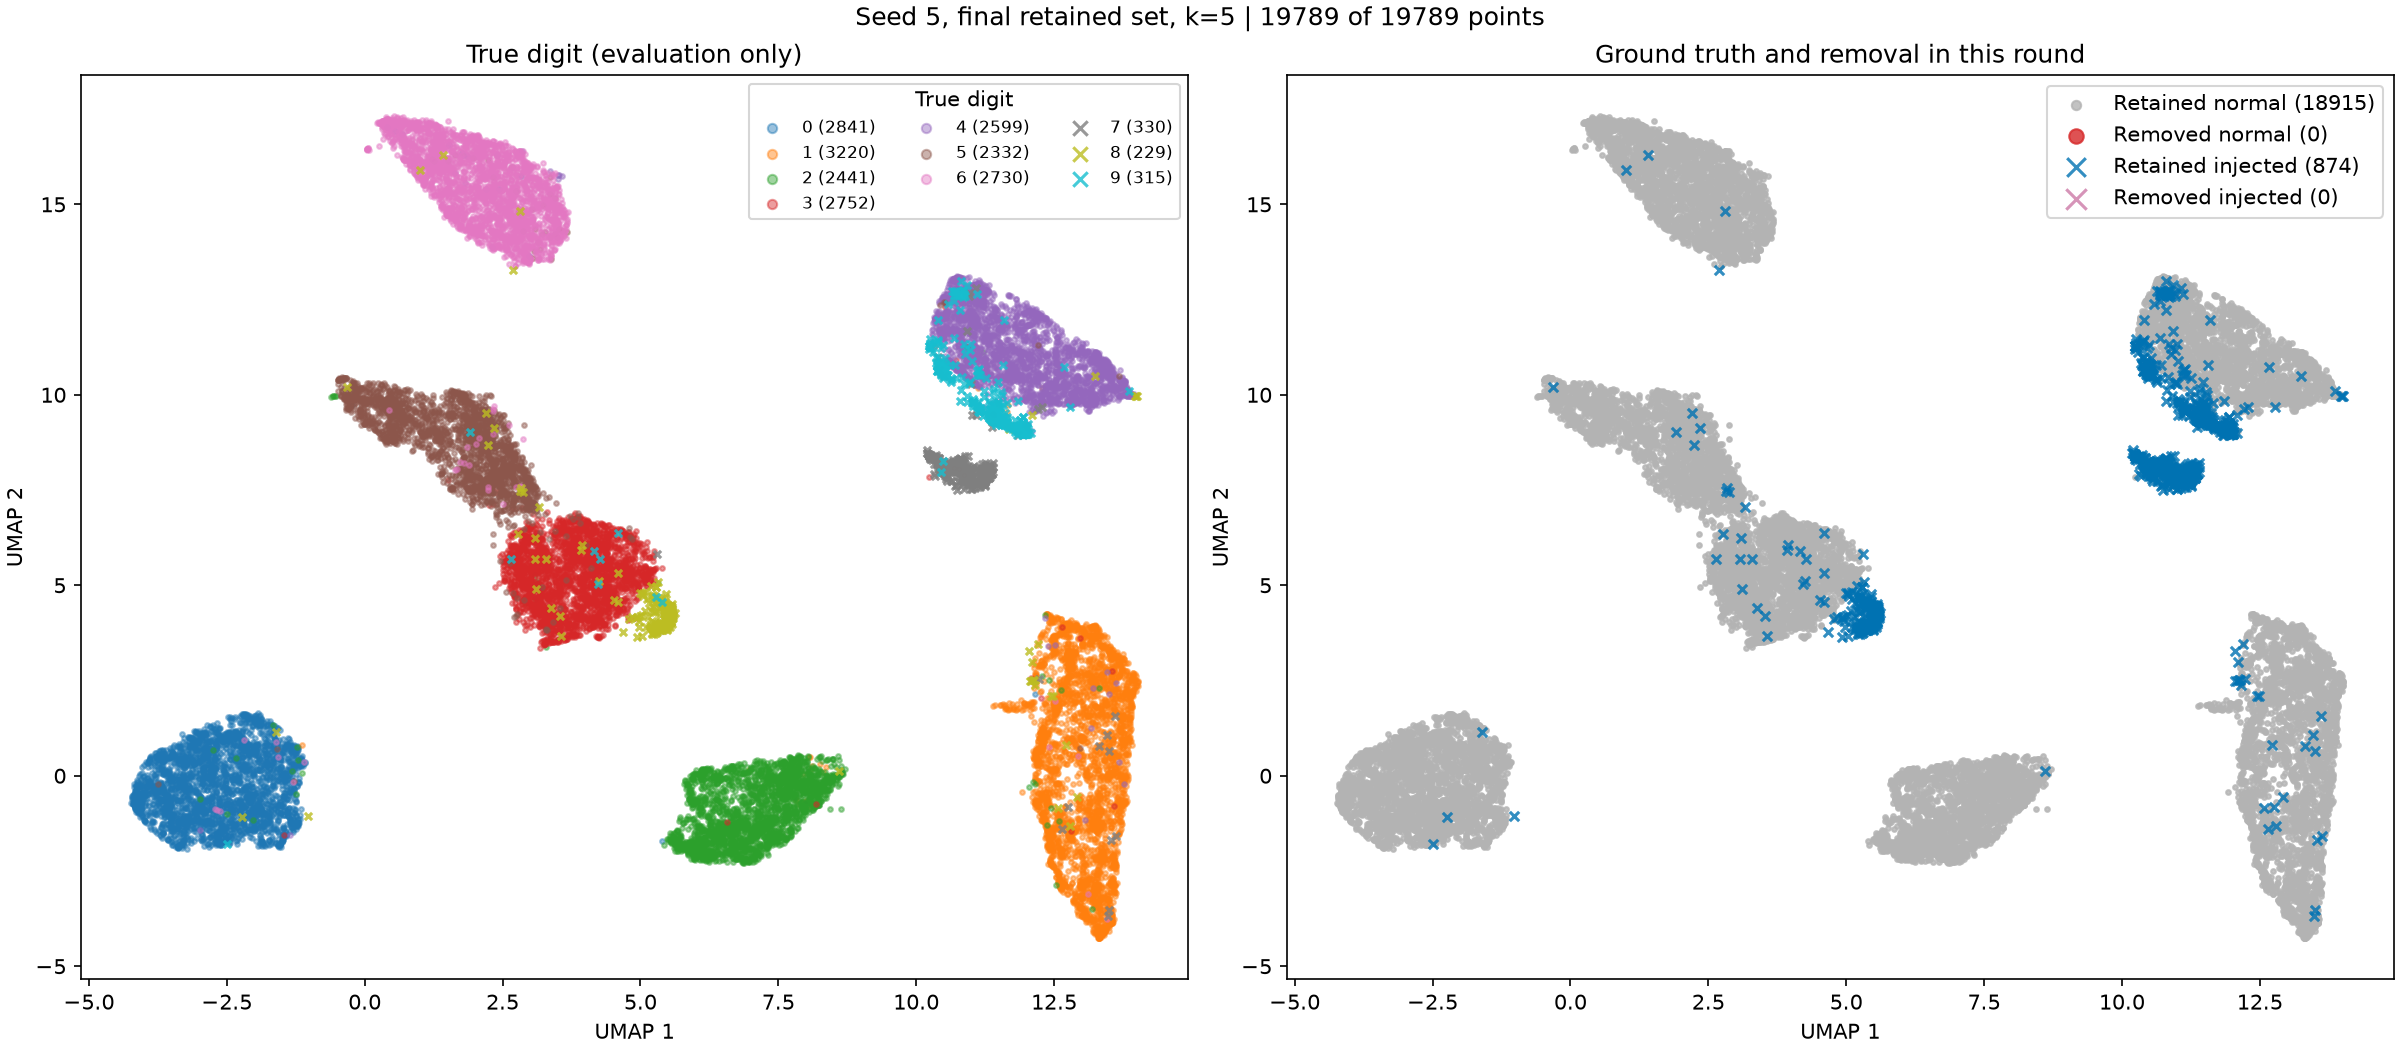 Seed 5, final retained set, k=5 | 19789 of 19789 points
True digit (evaluation only)
True digit
0 (2841)
1 (3220)
2 (2441)
3 (2752)
4 (2599)
5 (2332)
6 (2730)
7 (330)
8 (229)
9 (315)
15
10
5
0
−5
UMAP 2
−5.0 −2.5 0.0 2.5 5.0 7.5 10.0 12.5
UMAP 1
Ground truth and removal in this round
Retained normal (18915)
Removed normal (0)
Retained injected (874)
Removed injected (0)
15
10
5
0
−5
UMAP 2
−5.0 −2.5 0.0 2.5 5.0 7.5 10.0 12.5
UMAP 1